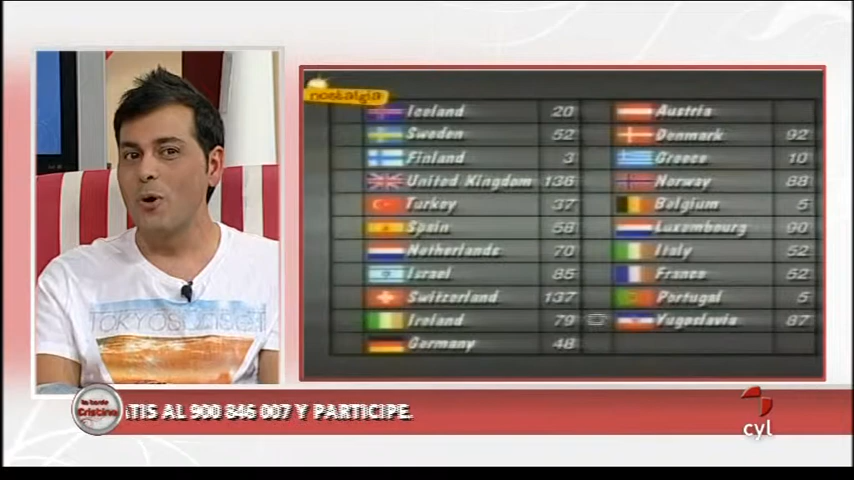 nostalgia
Iceland 20
Sweden 52
Finland 3
United Kingdom 136
Turkey 37
Spain 58
Netherlands 70
Israel 85
Switzerland 137
Ireland 79
Germany 48
Austria
Denmark 92
Greece 10
Norway 88
Belgium 5
Luxembourg 90
Italy 52
France 52
Portugal 5
Yugoslavia 87
TOKYO
la tarde
Cristina
ATIS AL 900 846 007 Y PARTICIPE.
cyl